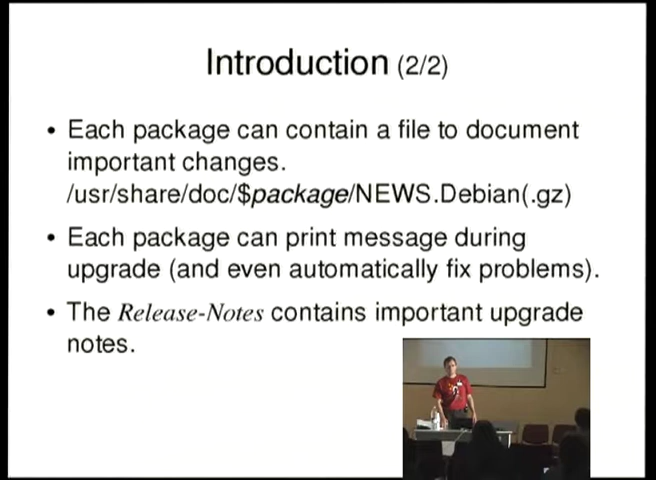 Introduction (2/2)
• Each package can contain a file to document
important changes.
/usr/share/doc/$package/NEWS.Debian(.gz)
• Each package can print message during
upgrade (and even automatically fix problems).
• The Release-Notes contains important upgrade
notes.